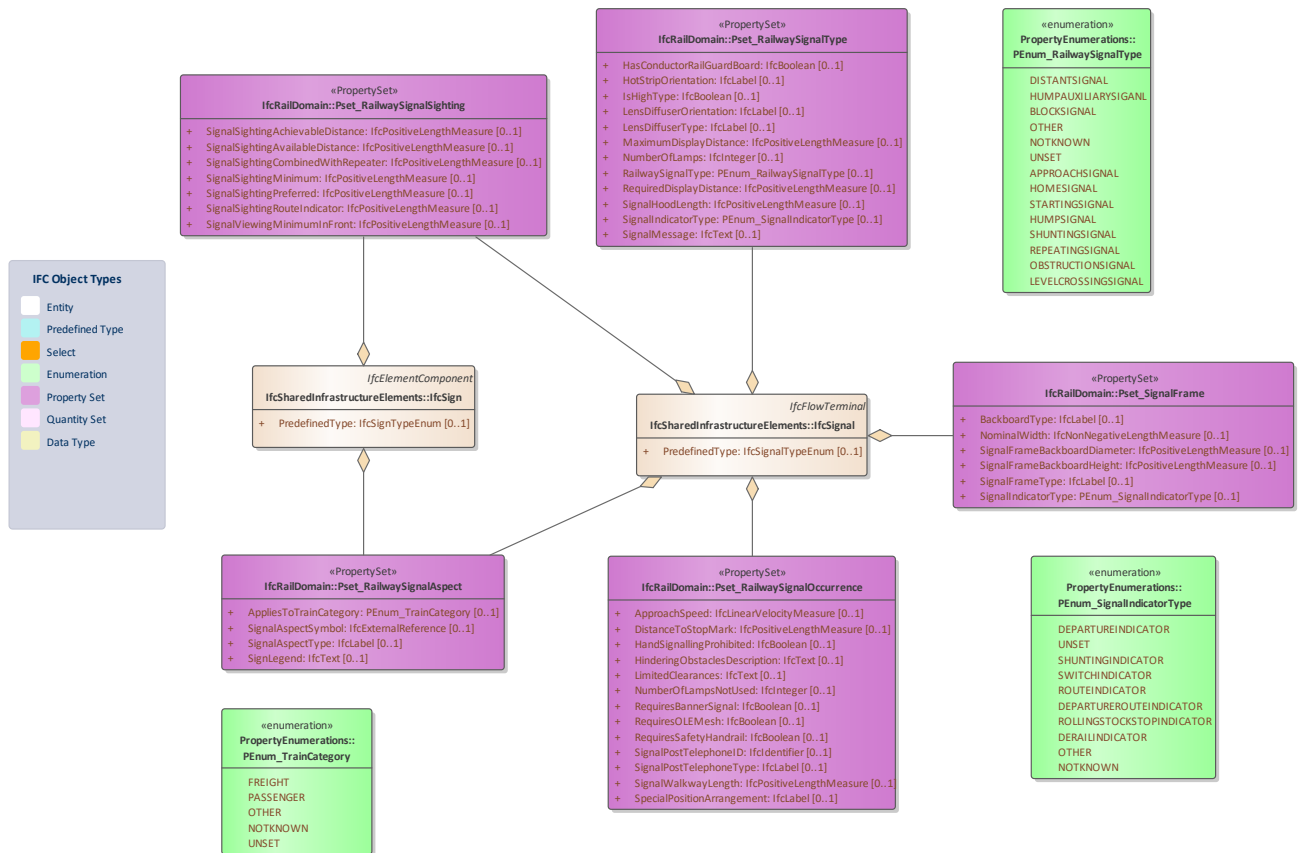 «PropertySet»
IfcRailDomain::Pset_RailwaySignalType
+ HasConductorRailGuardBoard: IfcBoolean [0..1]
+ HotStripOrientation: IfcLabel [0..1]
+ IsHighType: IfcBoolean [0..1]
+ LensDiffuserOrientation: IfcLabel [0..1]
+ LensDiffuserType: IfcLabel [0..1]
+ MaximumDisplayDistance: IfcPositiveLengthMeasure [0..1]
+ NumberOfLamps: IfcInteger [0..1]
+ RailwaySignalType: PEnum_RailwaySignalType [0..1]
+ RequiredDisplayDistance: IfcPositiveLengthMeasure [0..1]
+ SignalHoodLength: IfcPositiveLengthMeasure [0..1]
+ SignalIndicatorType: PEnum_SignalIndicatorType [0..1]
+ SignalMessage: IfcText [0..1]
«enumeration»
PropertyEnumerations::
PEnum_RailwaySignalType
DISTANTSIGNAL
HUMPAUXILIARYSIGANL
BLOCKSIGNAL
OTHER
NOTKNOWN
UNSET
APPROACHSIGNAL
HOMESIGNAL
STARTINGSIGNAL
HUMPSIGNAL
SHUNTINGSIGNAL
REPEATINGSIGNAL
OBSTRUCTIONSIGNAL
LEVELCROSSINGSIGNAL
«PropertySet»
IfcRailDomain::Pset_RailwaySignalSighting
+ SignalSightingAchievableDistance: IfcPositiveLengthMeasure [0..1]
+ SignalSightingAvailableDistance: IfcPositiveLengthMeasure [0..1]
+ SignalSightingCombinedWithRepeater: IfcPositiveLengthMeasure [0..1]
+ SignalSightingMinimum: IfcPositiveLengthMeasure [0..1]
+ SignalSightingPreferred: IfcPositiveLengthMeasure [0..1]
+ SignalSightingRouteIndicator: IfcPositiveLengthMeasure [0..1]
+ SignalViewingMinimumInFront: IfcPositiveLengthMeasure [0..1]
IFC Object Types
Entity
Predefined Type
Select
Enumeration
Property Set
Quantity Set
Data Type
IfcElementComponent
IfcSharedInfrastructureElements::IfcSign
+ PredefinedType: IfcSignTypeEnum [0..1]
IfcFlowTerminal
IfcSharedInfrastructureElements::IfcSignal
+ PredefinedType: IfcSignalTypeEnum [0..1]
«PropertySet»
IfcRailDomain::Pset_SignalFrame
+ BackboardType: IfcLabel [0..1]
+ NominalWidth: IfcNonNegativeLengthMeasure [0..1]
+ SignalFrameBackboardDiameter: IfcPositiveLengthMeasure [0..1]
+ SignalFrameBackboardHeight: IfcPositiveLengthMeasure [0..1]
+ SignalFrameType: IfcLabel [0..1]
+ SignalIndicatorType: PEnum_SignalIndicatorType [0..1]
«PropertySet»
IfcRailDomain::Pset_RailwaySignalAspect
+ AppliesToTrainCategory: PEnum_TrainCategory [0..1]
+ SignalAspectSymbol: IfcExternalReference [0..1]
+ SignalAspectType: IfcLabel [0..1]
+ SignLegend: IfcText [0..1]
«PropertySet»
IfcRailDomain::Pset_RailwaySignalOccurrence
+ ApproachSpeed: IfcLinearVelocityMeasure [0..1]
+ DistanceToStopMark: IfcPositiveLengthMeasure [0..1]
+ HandSignallingProhibited: IfcBoolean [0..1]
+ HinderingObstaclesDescription: IfcText [0..1]
+ LimitedClearances: IfcText [0..1]
+ NumberOfLampsNotUsed: IfcInteger [0..1]
+ RequiresBannerSignal: IfcBoolean [0..1]
+ RequiresOLEMesh: IfcBoolean [0..1]
+ RequiresSafetyHandrail: IfcBoolean [0..1]
+ SignalPostTelephoneID: IfcIdentifier [0..1]
+ SignalPostTelephoneType: IfcLabel [0..1]
+ SignalWalkwayLength: IfcPositiveLengthMeasure [0..1]
+ SpecialPositionArrangement: IfcLabel [0..1]
«enumeration»
PropertyEnumerations::
PEnum_SignalIndicatorType
DEPARTUREINDICATOR
UNSET
SHUNTINGINDICATOR
SWITCHINDICATOR
ROUTEINDICATOR
DEPARTUREROUTEINDICATOR
ROLLINGSTOCKSTOPINDICATOR
DERAILINDICATOR
OTHER
NOTKNOWN
«enumeration»
PropertyEnumerations::
PEnum_TrainCategory
FREIGHT
PASSENGER
OTHER
NOTKNOWN
UNSET